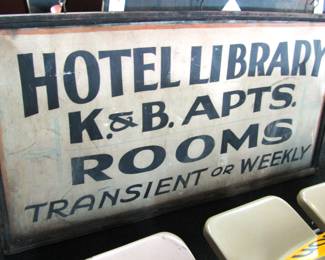 HOTEL LIBRARY
K.&B. APTS.
ROOMS
TRANSIENT OR WEEKLY